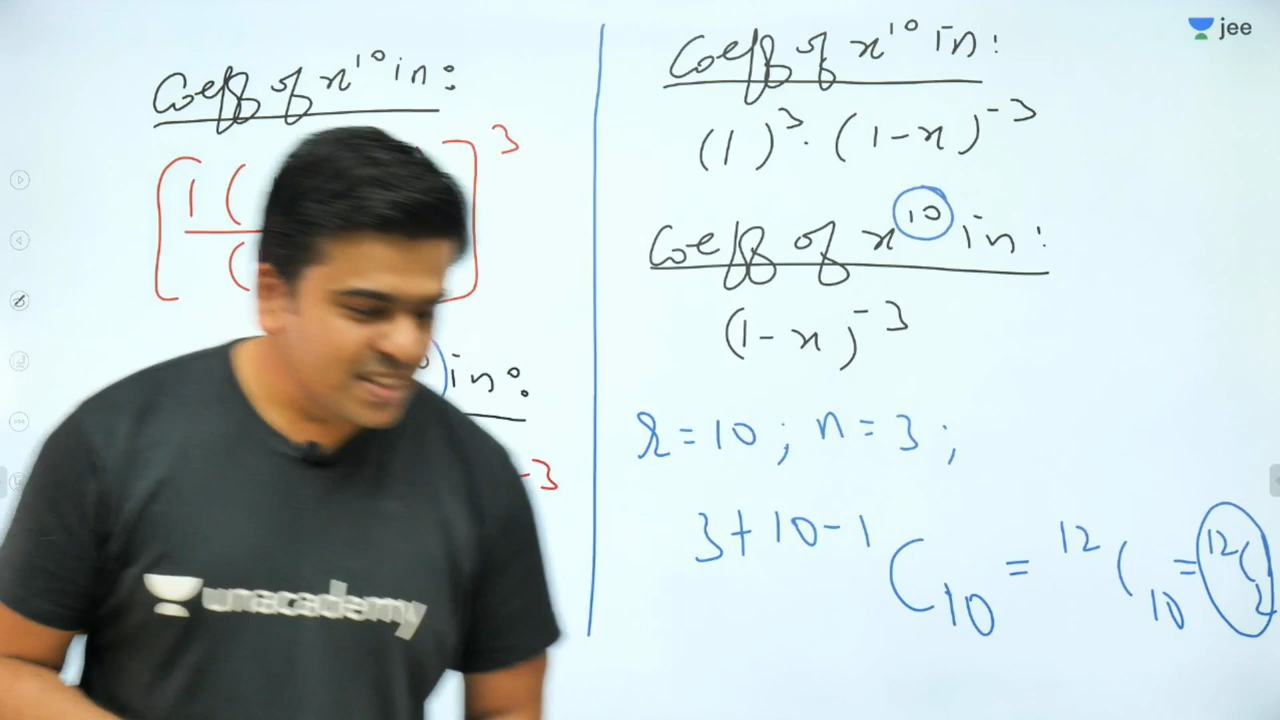 Coeff of x¹⁰ in:
[ 1 (
(
]³
in:
-3
unacademy
jee
Coeff of x¹⁰ in:
(1)³ · (1-x)⁻³
Coeff of x¹⁰ in:
(1-x)⁻³
r = 10 ; n = 3 ;
³⁺¹⁰⁻¹C₁₀ = ¹²C₁₀ = ¹²C₂